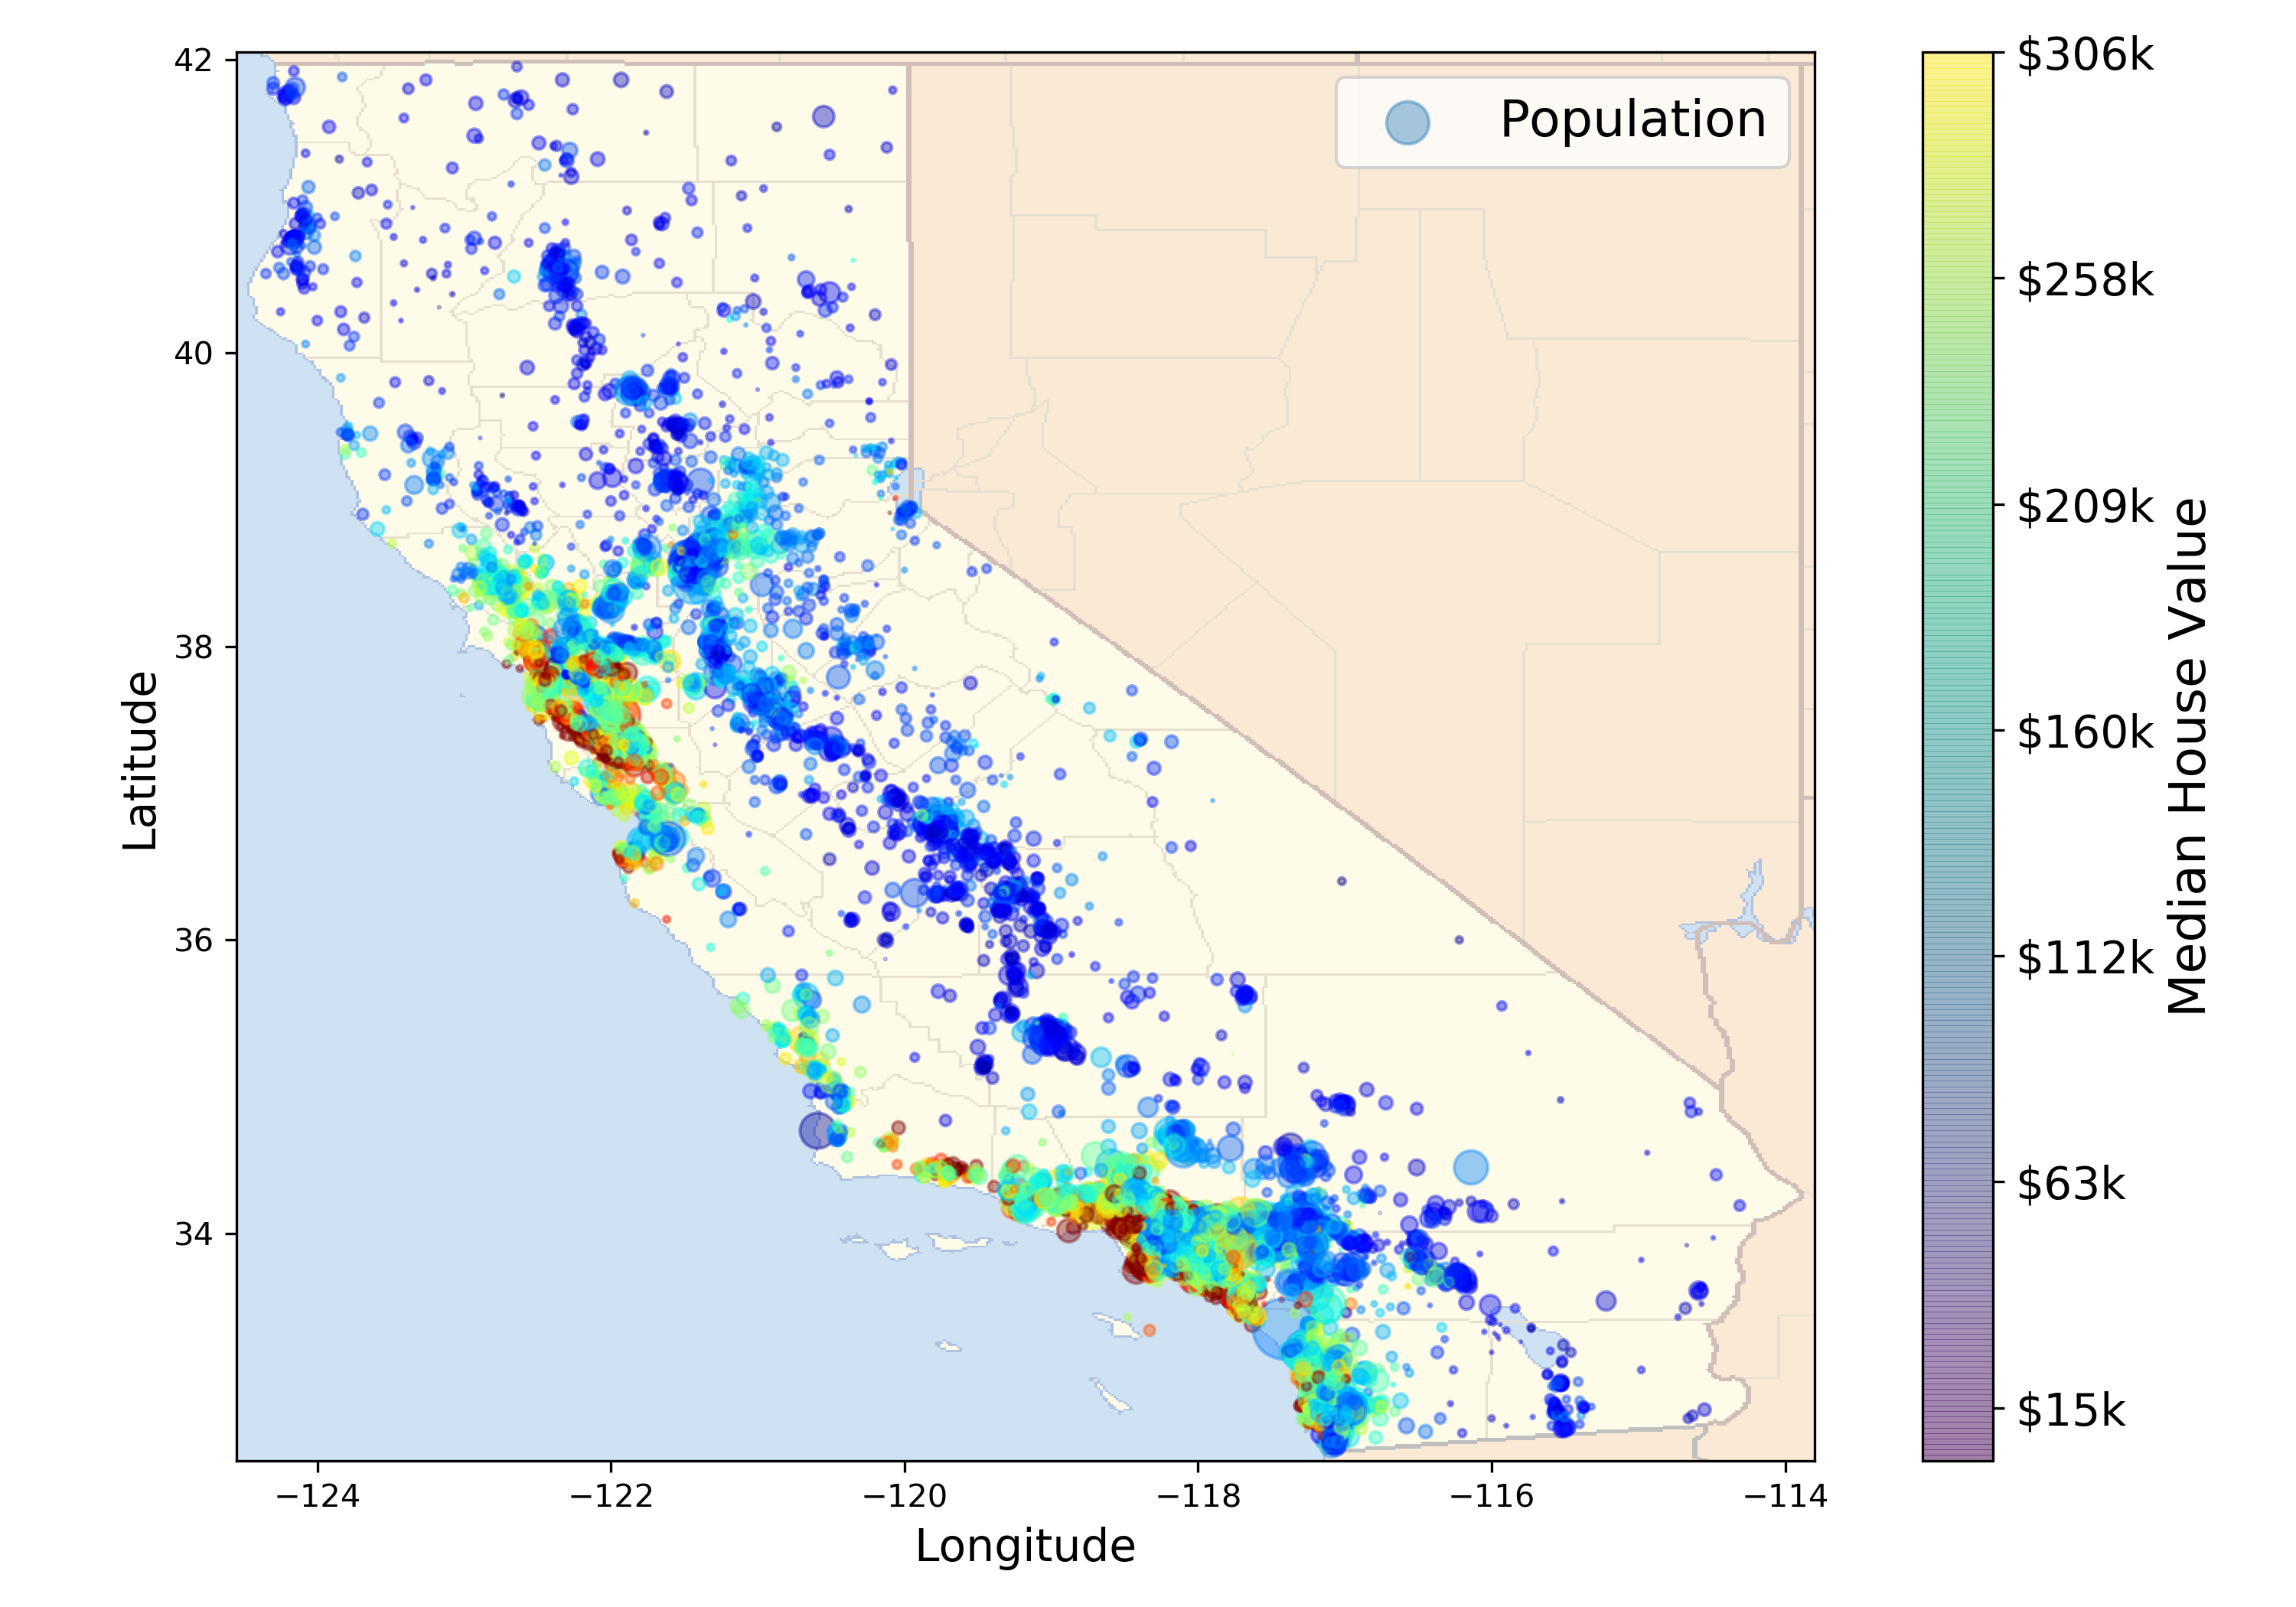 Population
42
40
38
36
34
Latitude
−124
−122
−120
−118
−116
−114
Longitude
$306k
$258k
$209k
$160k
$112k
$63k
$15k
Median House Value